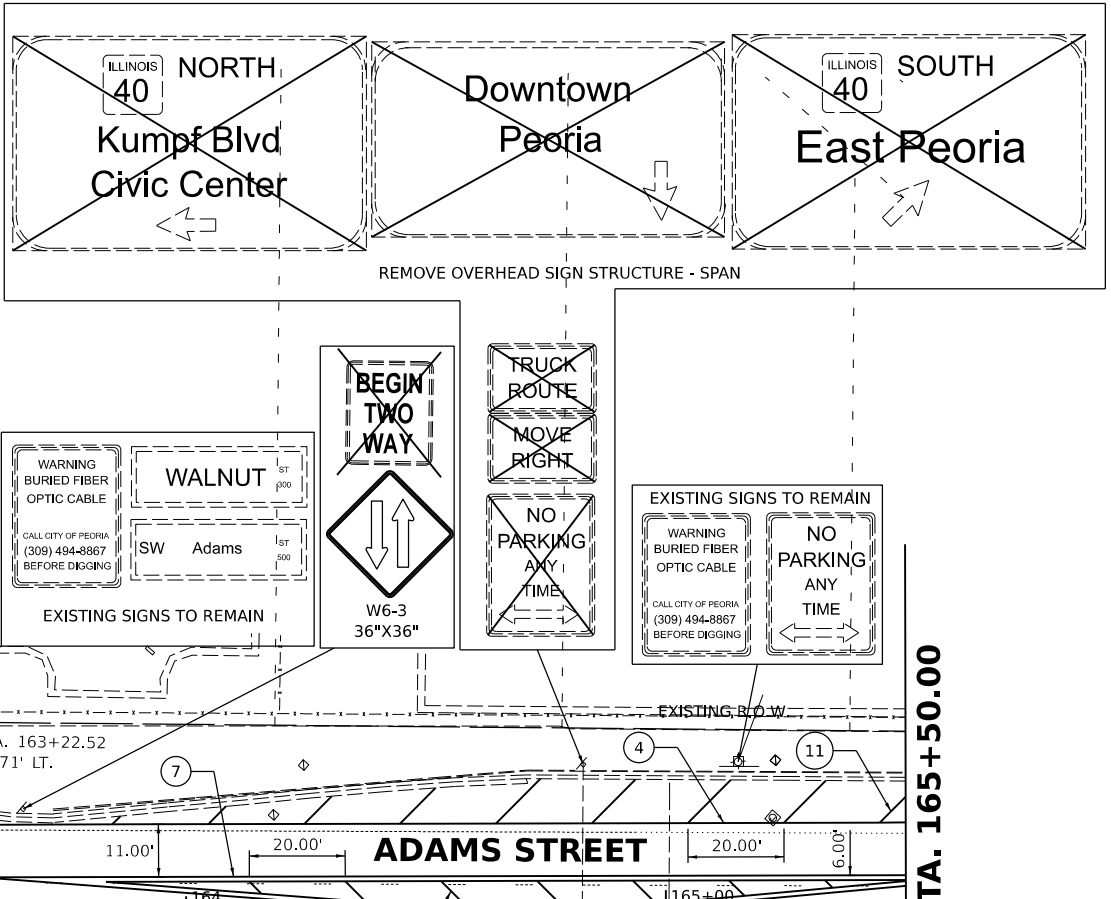 ILLINOIS
40
NORTH
Kumpf Blvd
Civic Center
Downtown
Peoria
ILLINOIS
40
SOUTH
East Peoria
REMOVE OVERHEAD SIGN STRUCTURE - SPAN
WARNING
BURIED FIBER
OPTIC CABLE
CALL CITY OF PEORIA
(309) 494-8867
BEFORE DIGGING
WALNUT ST 300
SW Adams ST 500
EXISTING SIGNS TO REMAIN
BEGIN
TWO
WAY
W6-3
36"X36"
TRUCK
ROUTE
MOVE
RIGHT
NO
PARKING
ANY
TIME
EXISTING SIGNS TO REMAIN
WARNING
BURIED FIBER
OPTIC CABLE
CALL CITY OF PEORIA
(309) 494-8867
BEFORE DIGGING
NO
PARKING
ANY
TIME
EXISTING R.O.W.
A. 163+22.52
71' LT.
7
4
11
11.00'
20.00'
ADAMS STREET
20.00'
6.00'
164
165+00
TA. 165+50.00